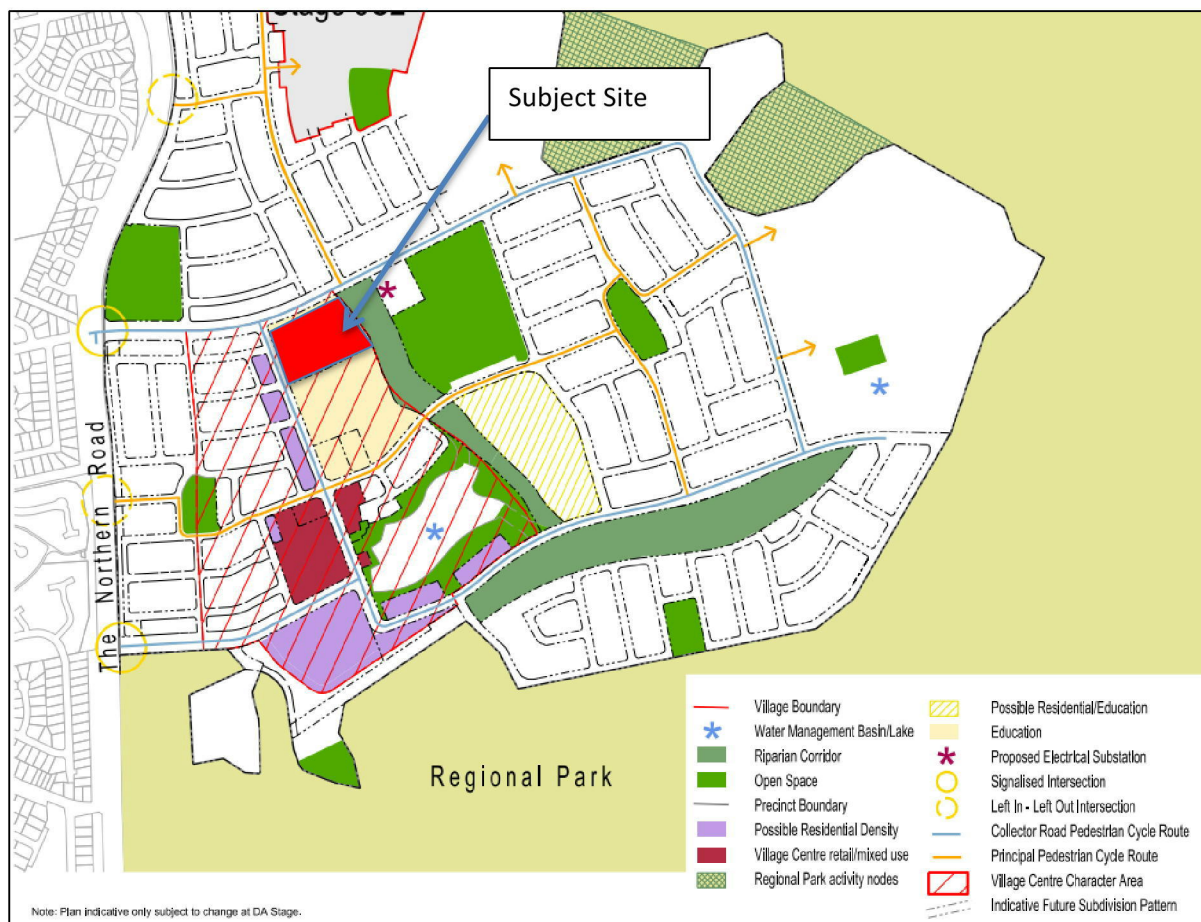 Stage
Subject Site
The Northern Road
Regional Park
Village Boundary
Water Management Basin/Lake
Riparian Corridor
Open Space
Precinct Boundary
Possible Residential Density
Village Centre retail/mixed use
Regional Park activity nodes
Possible Residential/Education
Education
Proposed Electrical Substation
Signalised Intersection
Left In - Left Out Intersection
Collector Road Pedestrian Cycle Route
Principal Pedestrian Cycle Route
Village Centre Character Area
Indicative Future Subdivision Pattern
Note: Plan indicative only subject to change at DA Stage.